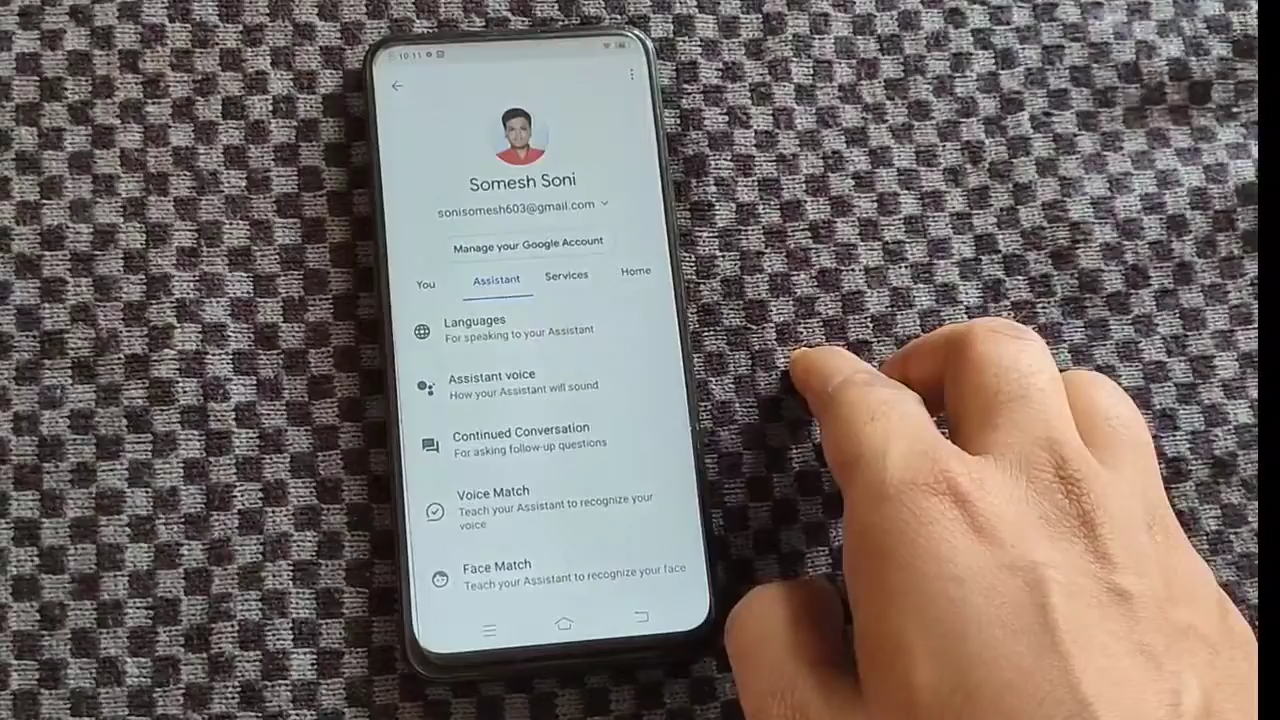 10:11
Somesh Soni
sonisomesh603@gmail.com
Manage your Google Account
You Assistant Services Home
Languages
For speaking to your Assistant
Assistant voice
How your Assistant will sound
Continued Conversation
For asking follow-up questions
Voice Match
Teach your Assistant to recognize your
voice
Face Match
Teach your Assistant to recognize your face